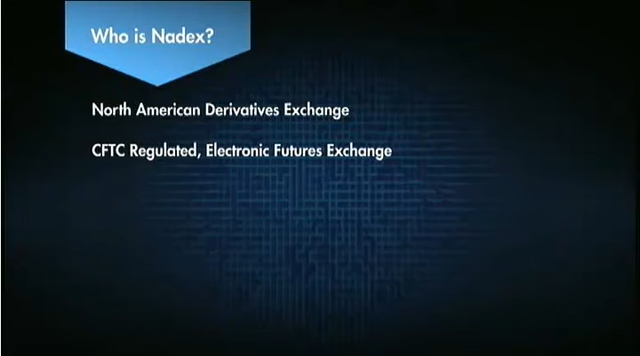 Who is Nadex?
North American Derivatives Exchange
CFTC Regulated, Electronic Futures Exchange